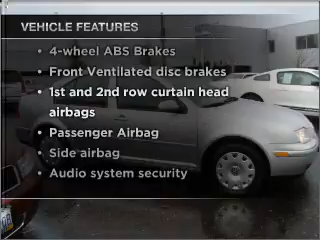 VEHICLE FEATURES
• 4-wheel ABS Brakes
• Front Ventilated disc brakes
• 1st and 2nd row curtain head
airbags
• Passenger Airbag
• Side airbag
• Audio system security